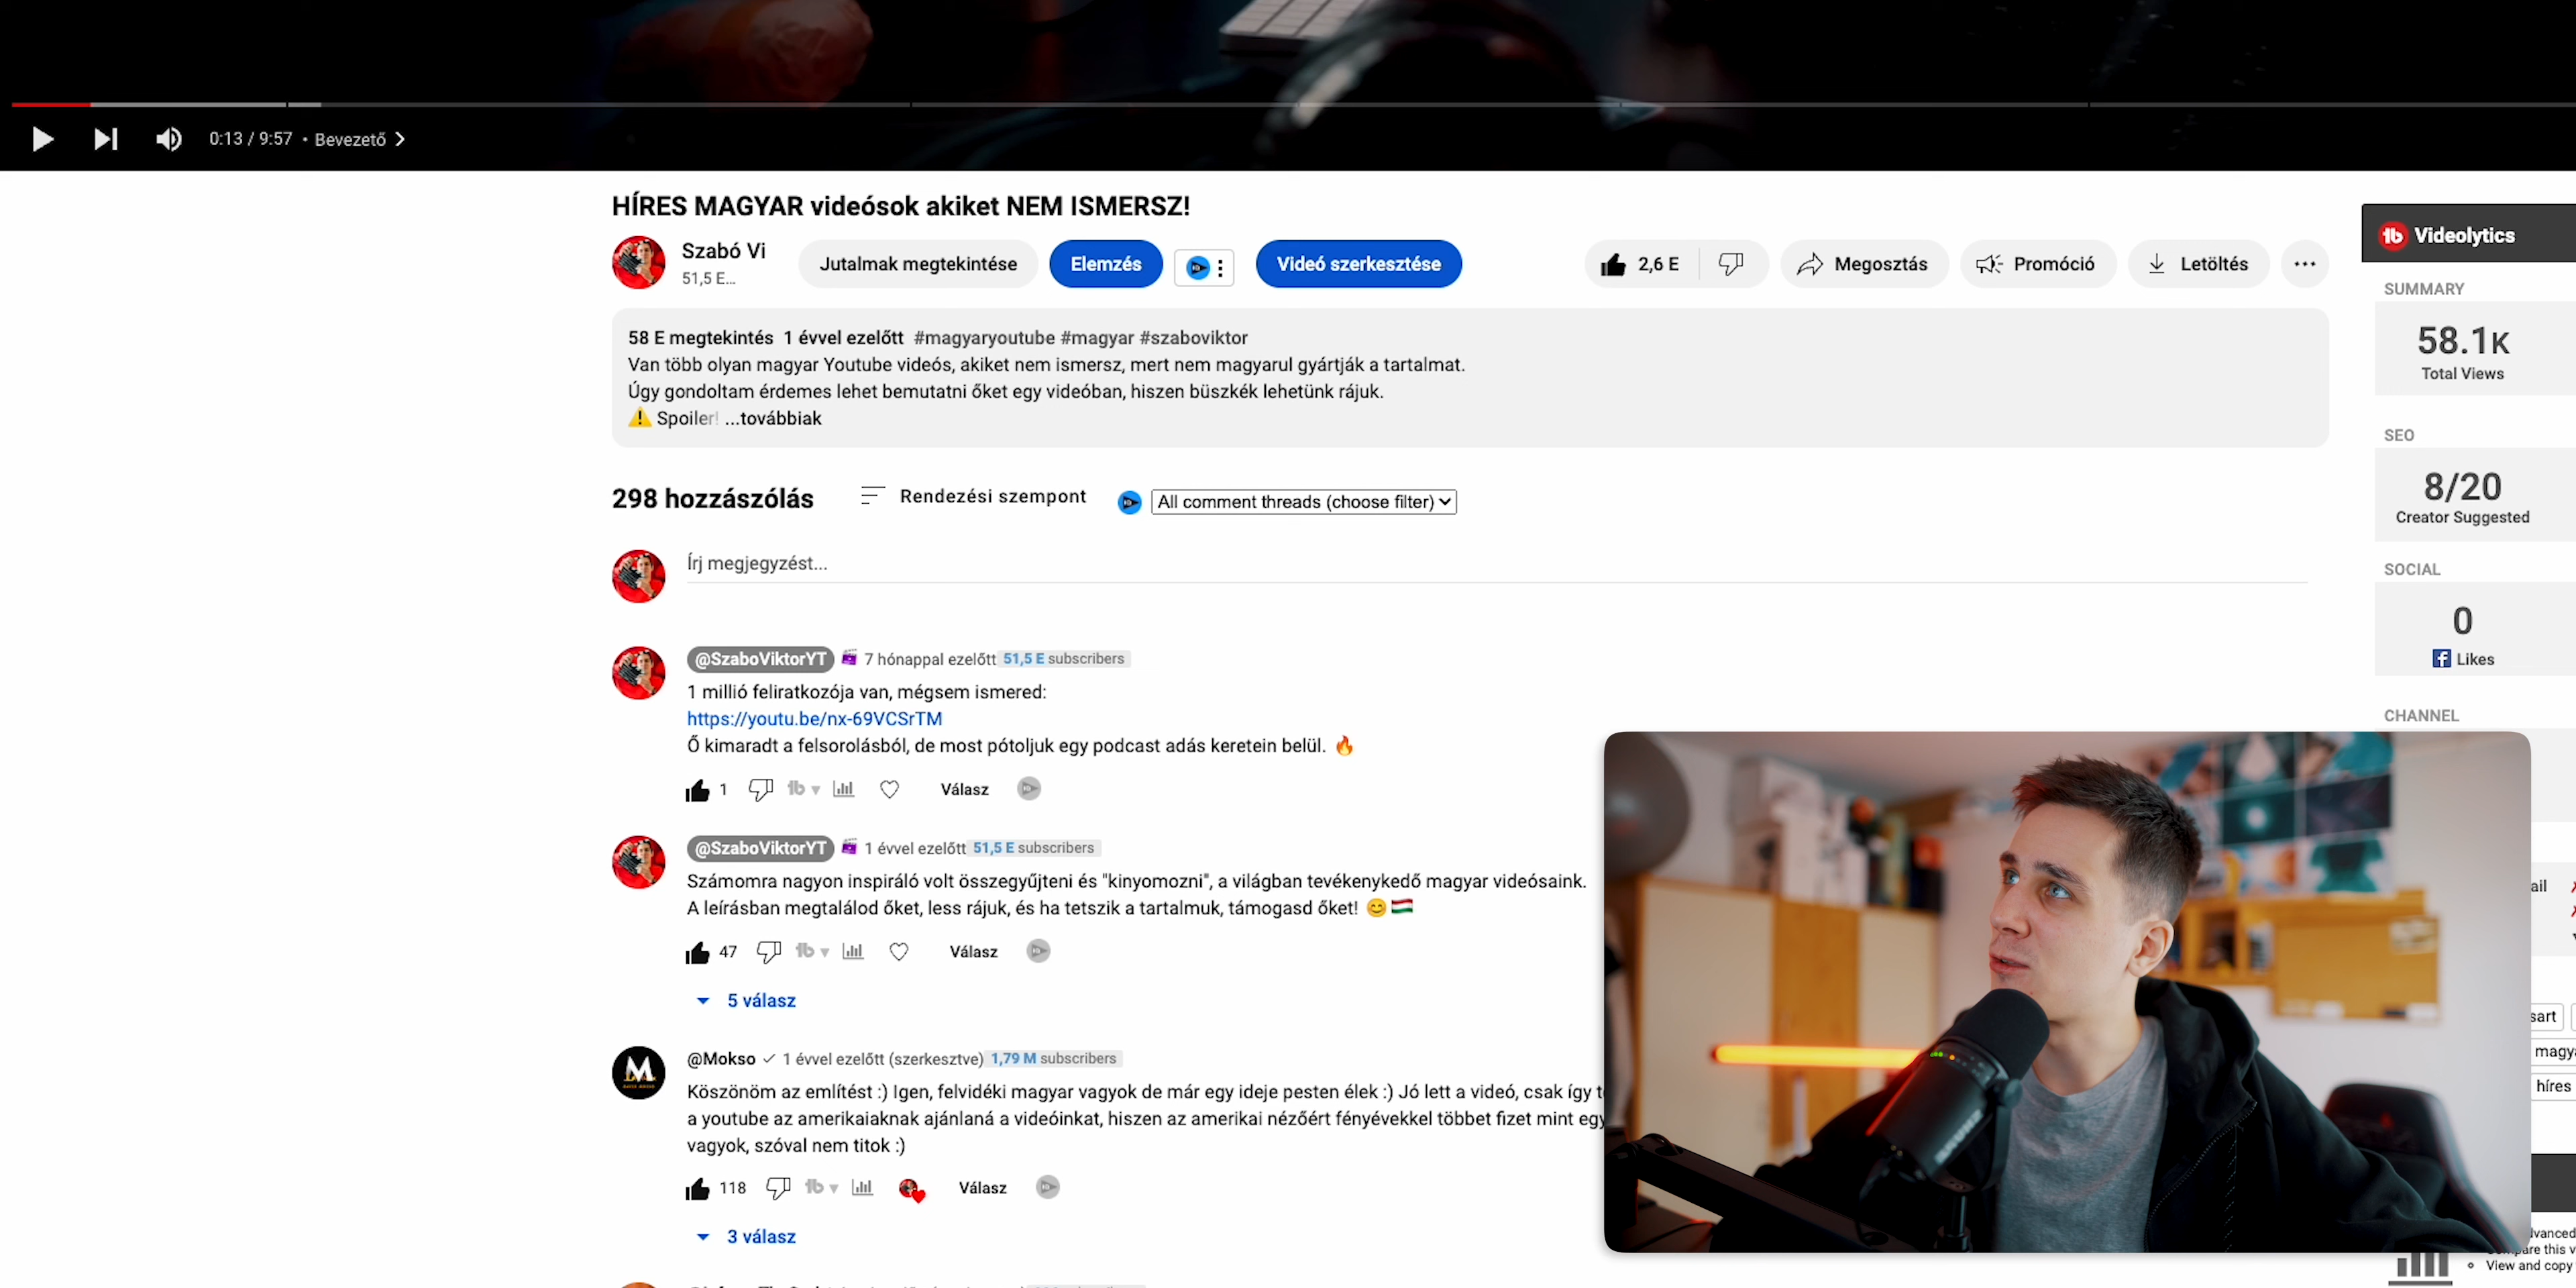 0:13 / 9:57 • Bevezető
HÍRES MAGYAR videósok akiket NEM ISMERSZ!
Szabó Vi
51,5 E...
Jutalmak megtekintése
Elemzés
Videó szerkesztése
2,6 E
Megosztás
Promóció
Letöltés
58 E megtekintés 1 évvel ezelőtt #magyaryoutube #magyar #szaboviktor
Van több olyan magyar Youtube videós, akiket nem ismersz, mert nem magyarul gyártják a tartalmat.
Úgy gondoltam érdemes lehet bemutatni őket egy videóban, hiszen büszkék lehetünk rájuk.
⚠️ Spoiler! ...továbbiak
298 hozzászólás
Rendezési szempont
All comment threads (choose filter)
Írj megjegyzést...
@SzaboViktorYT 7 hónappal ezelőtt 51,5 E subscribers
1 millió feliratkozója van, mégsem ismered:
https://youtu.be/nx-69VCSrTM
Ő kimaradt a felsorolásból, de most pótoljuk egy podcast adás keretein belül. 🔥
1
Válasz
@SzaboViktorYT 1 évvel ezelőtt 51,5 E subscribers
Számomra nagyon inspiráló volt összegyűjteni és "kinyomozni", a világban tevékenykedő magyar videósaink.
A leírásban megtalálod őket, less rájuk, és ha tetszik a tartalmuk, támogasd őket! 😊🇭🇺
47
Válasz
5 válasz
@Mokso 1 évvel ezelőtt (szerkesztve) 1,79 M subscribers
Köszönöm az említést :) Igen, felvidéki magyar vagyok de már egy ideje pesten élek :) Jó lett a videó, csak így
a youtube az amerikaiaknak ajánlaná a videóinkat, hiszen az amerikai nézőért fényévekkel többet fizet mint egy
vagyok, szóval nem titok :)
118
Válasz
3 válasz
Videolytics
SUMMARY
58.1K
Total Views
SEO
8/20
Creator Suggested
SOCIAL
0
Likes
CHANNEL
ail
sart
magya
híres
View and copy